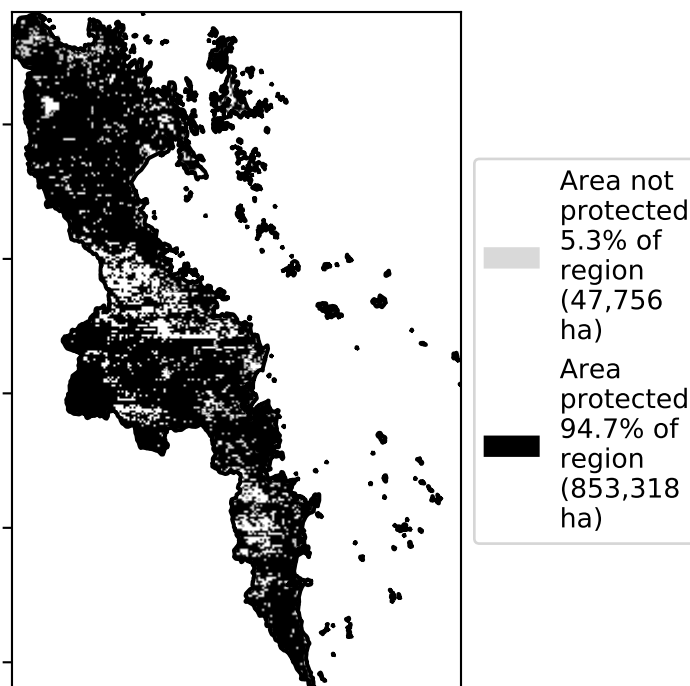 Area not
protected
5.3% of
region
(47,756
ha)
Area
protected
94.7% of
region
(853,318
ha)